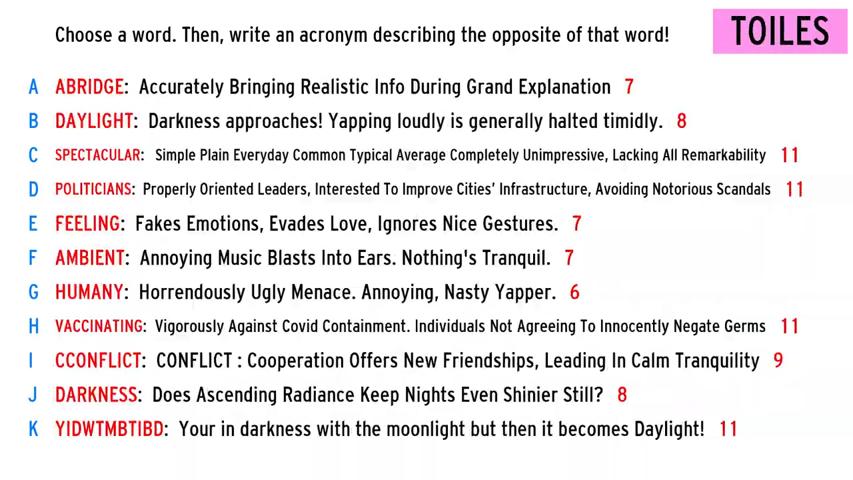 Choose a word. Then, write an acronym describing the opposite of that word!
TOILES
A ABRIDGE: Accurately Bringing Realistic Info During Grand Explanation 7
B DAYLIGHT: Darkness approaches! Yapping loudly is generally halted timidly. 8
C SPECTACULAR: Simple Plain Everyday Common Typical Average Completely Unimpressive, Lacking All Remarkability 11
D POLITICIANS: Properly Oriented Leaders, Interested To Improve Cities' Infrastructure, Avoiding Notorious Scandals 11
E FEELING: Fakes Emotions, Evades Love, Ignores Nice Gestures. 7
F AMBIENT: Annoying Music Blasts Into Ears. Nothing's Tranquil. 7
G HUMANY: Horrendously Ugly Menace. Annoying, Nasty Yapper. 6
H VACCINATING: Vigorously Against Covid Containment. Individuals Not Agreeing To Innocently Negate Germs 11
I CCONFLICT: CONFLICT : Cooperation Offers New Friendships, Leading In Calm Tranquility 9
J DARKNESS: Does Ascending Radiance Keep Nights Even Shinier Still? 8
K YIDWTMBTIBD: Your in darkness with the moonlight but then it becomes Daylight! 11